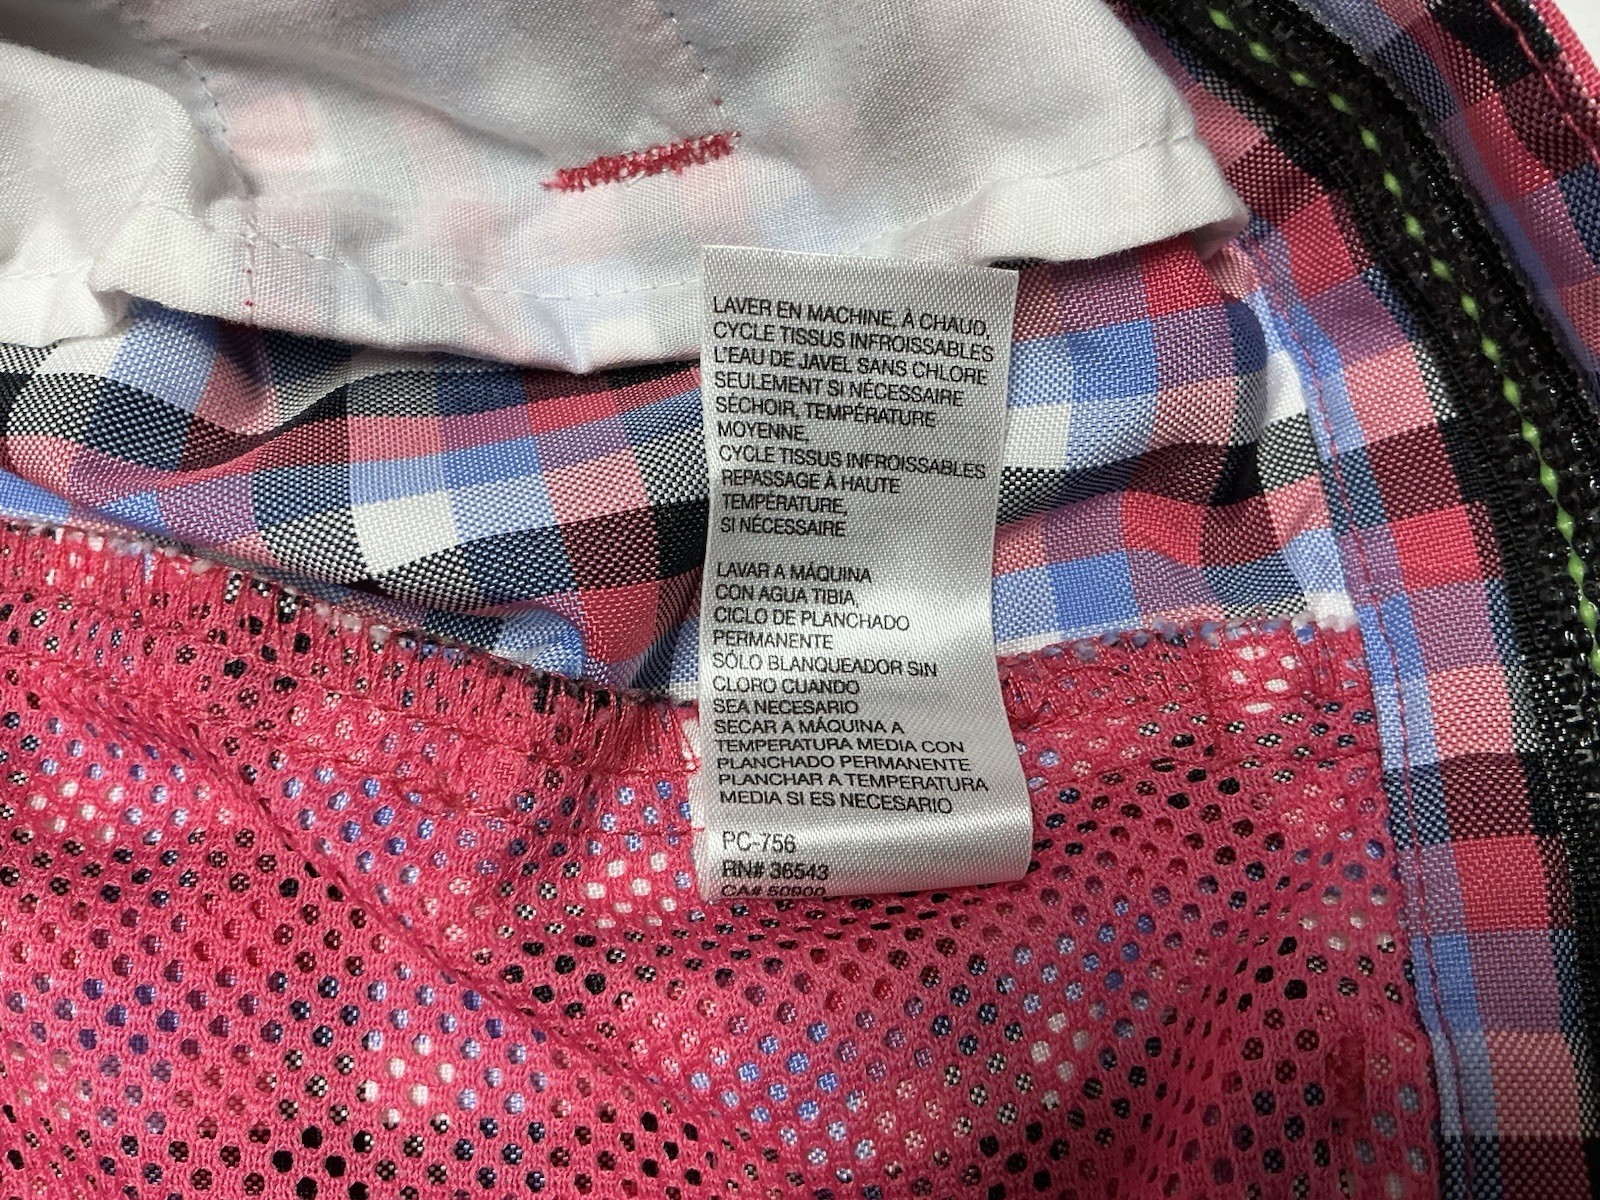 LAVER EN MACHINE, À CHAUD,
CYCLE TISSUS INFROISSABLES
L'EAU DE JAVEL SANS CHLORE
SEULEMENT SI NÉCESSAIRE
SÉCHOIR, TEMPÉRATURE
MOYENNE,
CYCLE TISSUS INFROISSABLES
REPASSAGE À HAUTE
TEMPÉRATURE,
SI NÉCESSAIRE
LAVAR A MÁQUINA
CON AGUA TIBIA,
CICLO DE PLANCHADO
PERMANENTE
SÓLO BLANQUEADOR SIN
CLORO CUANDO
SEA NECESARIO
SECAR A MÁQUINA A
TEMPERATURA MEDIA CON
PLANCHADO PERMANENTE
PLANCHAR A TEMPERATURA
MEDIA SI ES NECESARIO
PC-756
RN# 36543
CA# 50900